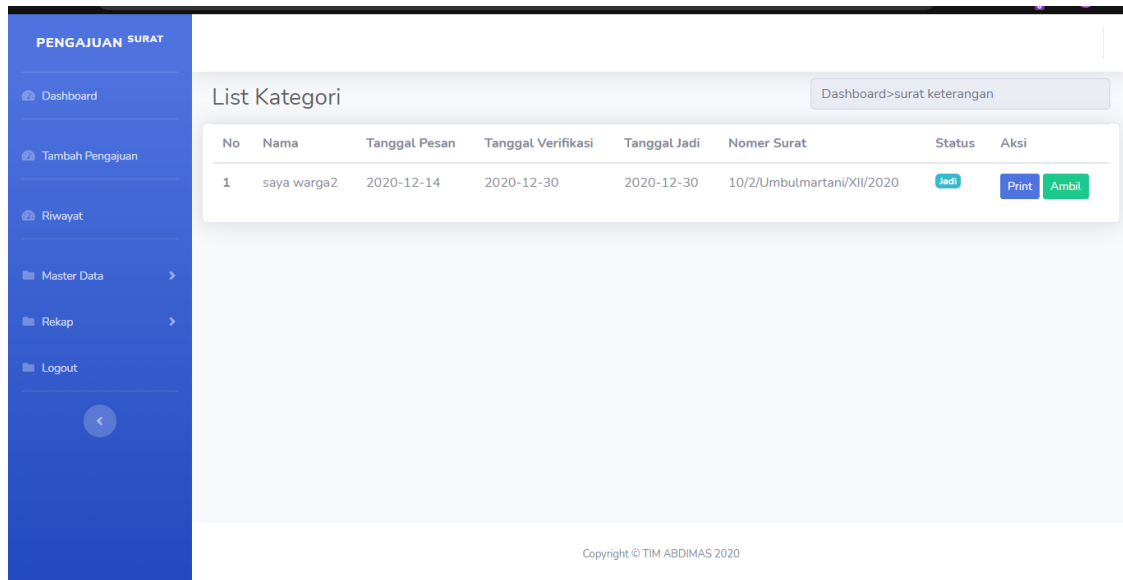 PENGAJUAN SURAT
Dashboard
Tambah Pengajuan
Riwayat
Master Data
Rekap
Logout
List Kategori
Dashboard>surat keterangan
No Nama Tanggal Pesan Tanggal Verifikasi Tanggal Jadi Nomer Surat Status Aksi
1 saya warga2 2020-12-14 2020-12-30 2020-12-30 10/2/Umbulmartani/XII/2020 Jadi Print Ambil
Copyright © TIM ABDIMAS 2020